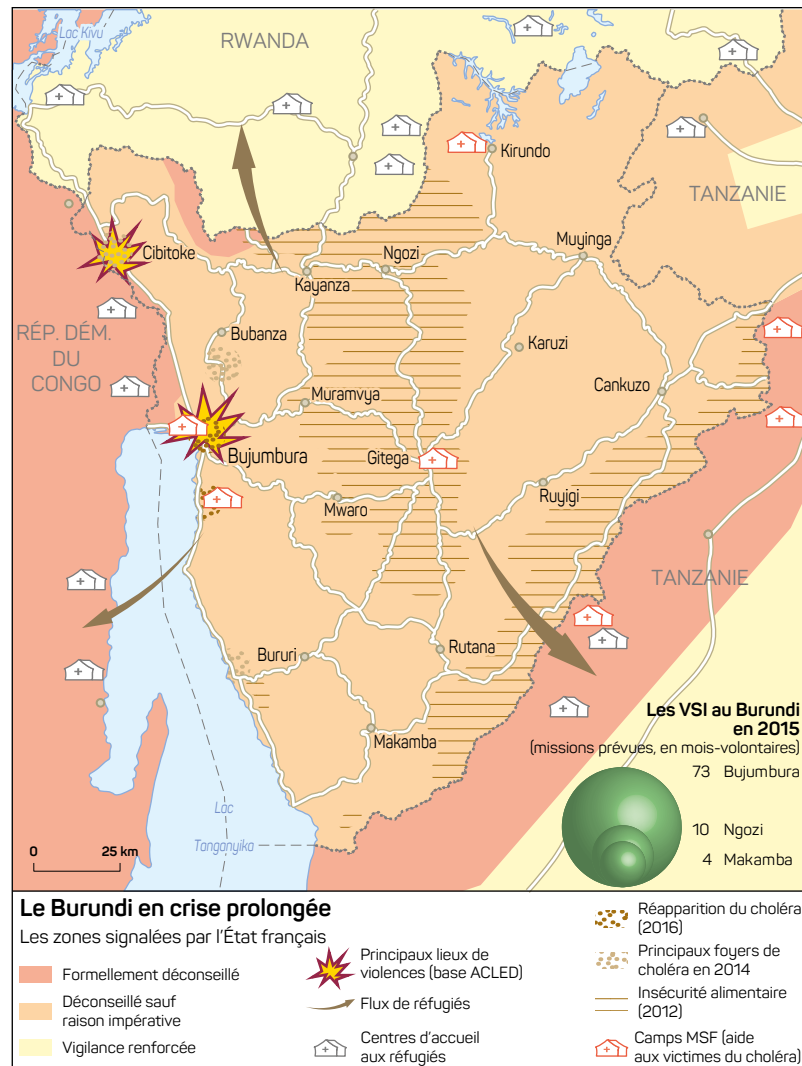 Lac Kivu
RWANDA
Kirundo
TANZANIE
Cibitoke
Ngozi
Muyinga
Kayanza
RÉP. DÉM.
DU
CONGO
Bubanza
Karuzi
Cankuzo
Muramvya
Bujumbura
Gitega
Mwaro
Ruyigi
TANZANIE
Bururi
Rutana
Makamba
Lac
Tanganyika
0 25 km
Les VSI au Burundi
en 2015
(missions prévues, en mois-volontaires)
73 Bujumbura
10 Ngozi
4 Makamba
Le Burundi en crise prolongée
Les zones signalées par l'État français
Formellement déconseillé
Déconseillé sauf
raison impérative
Vigilance renforcée
Principaux lieux de
violences (base ACLED)
Flux de réfugiés
Centres d'accueil
aux réfugiés
Réapparition du choléra
(2016)
Principaux foyers de
choléra en 2014
Insécurité alimentaire
(2012)
Camps MSF (aide
aux victimes du choléra)